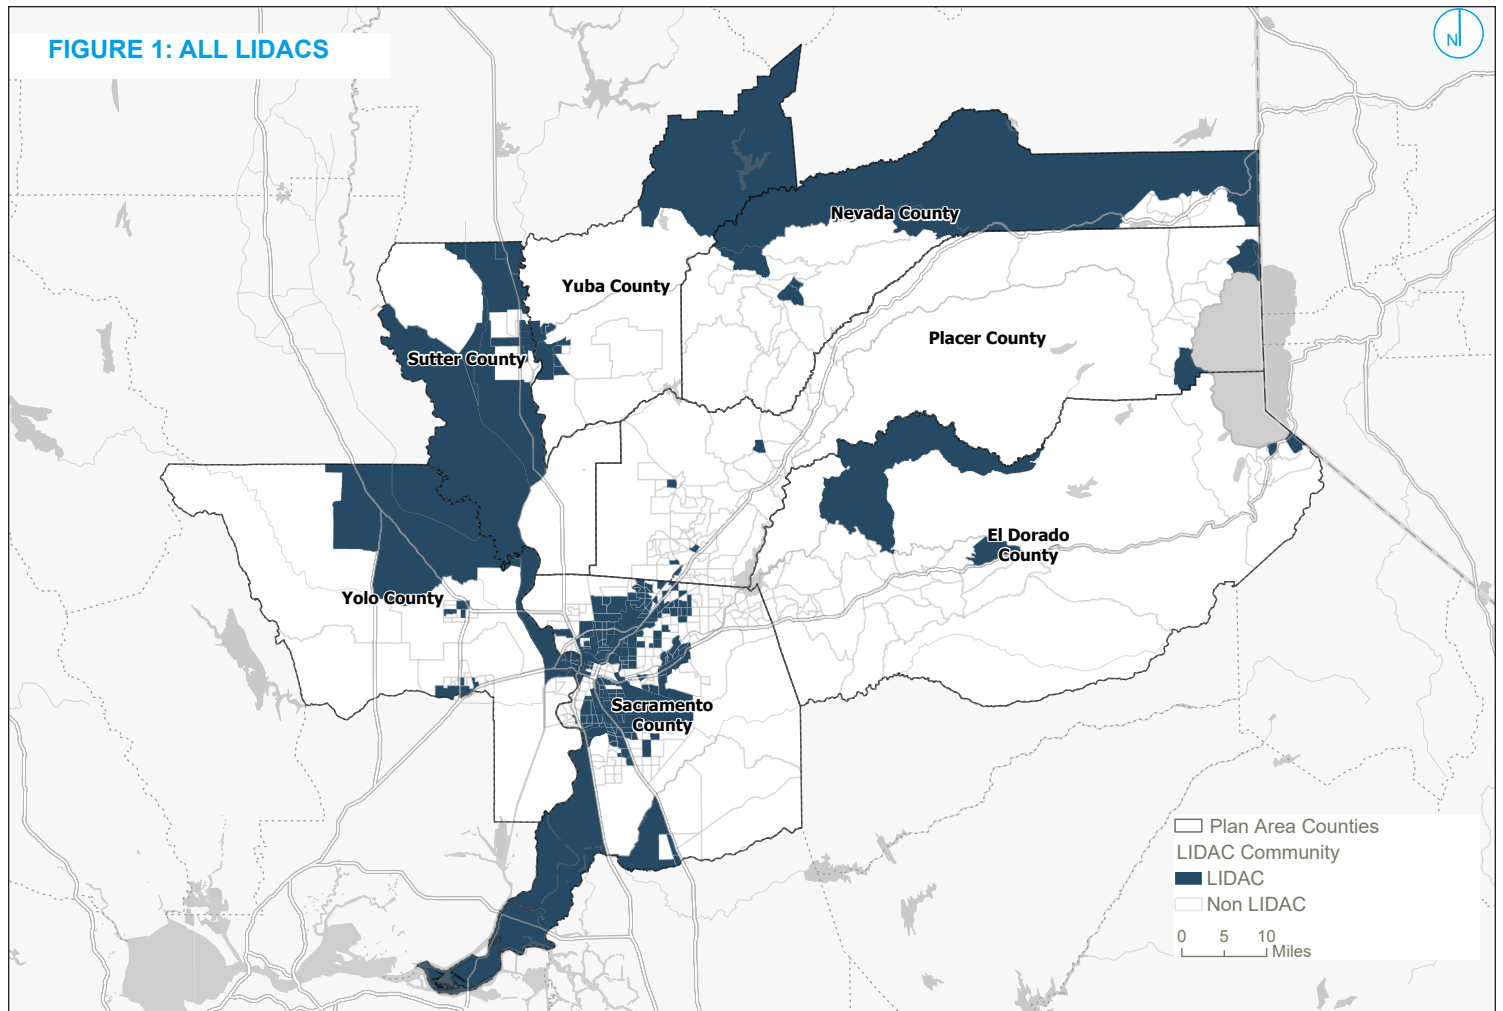 FIGURE 1: ALL LIDACS
N
Nevada County
Yuba County
Placer County
Sutter County
El Dorado
County
Yolo County
Sacramento
County
Plan Area Counties
LIDAC Community
LIDAC
Non LIDAC
0 5 10
Miles